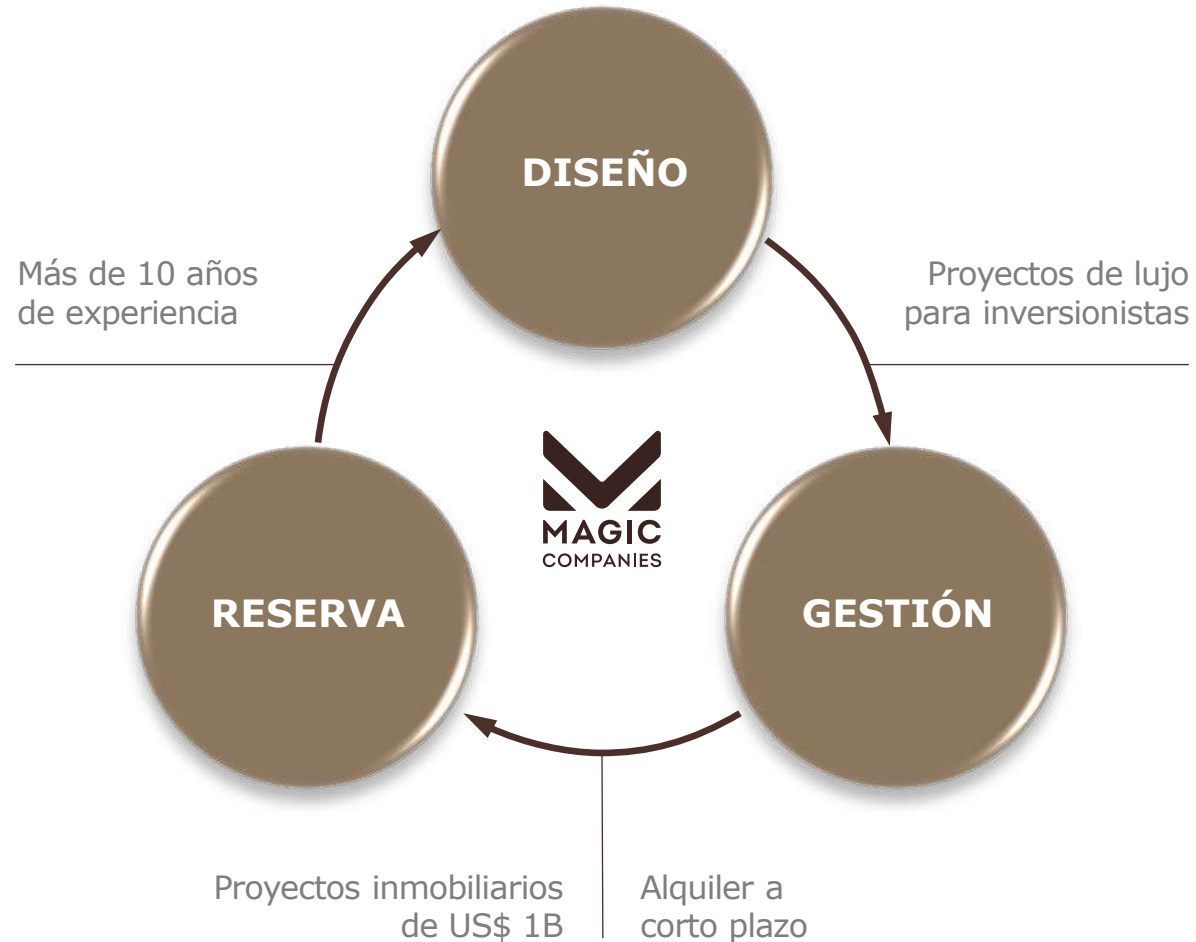 DISEÑO
Más de 10 años
de experiencia
Proyectos de lujo
para inversionistas
MAGIC
COMPANIES
RESERVA
GESTIÓN
Proyectos inmobiliarios
de US$ 1B
Alquiler a
corto plazo